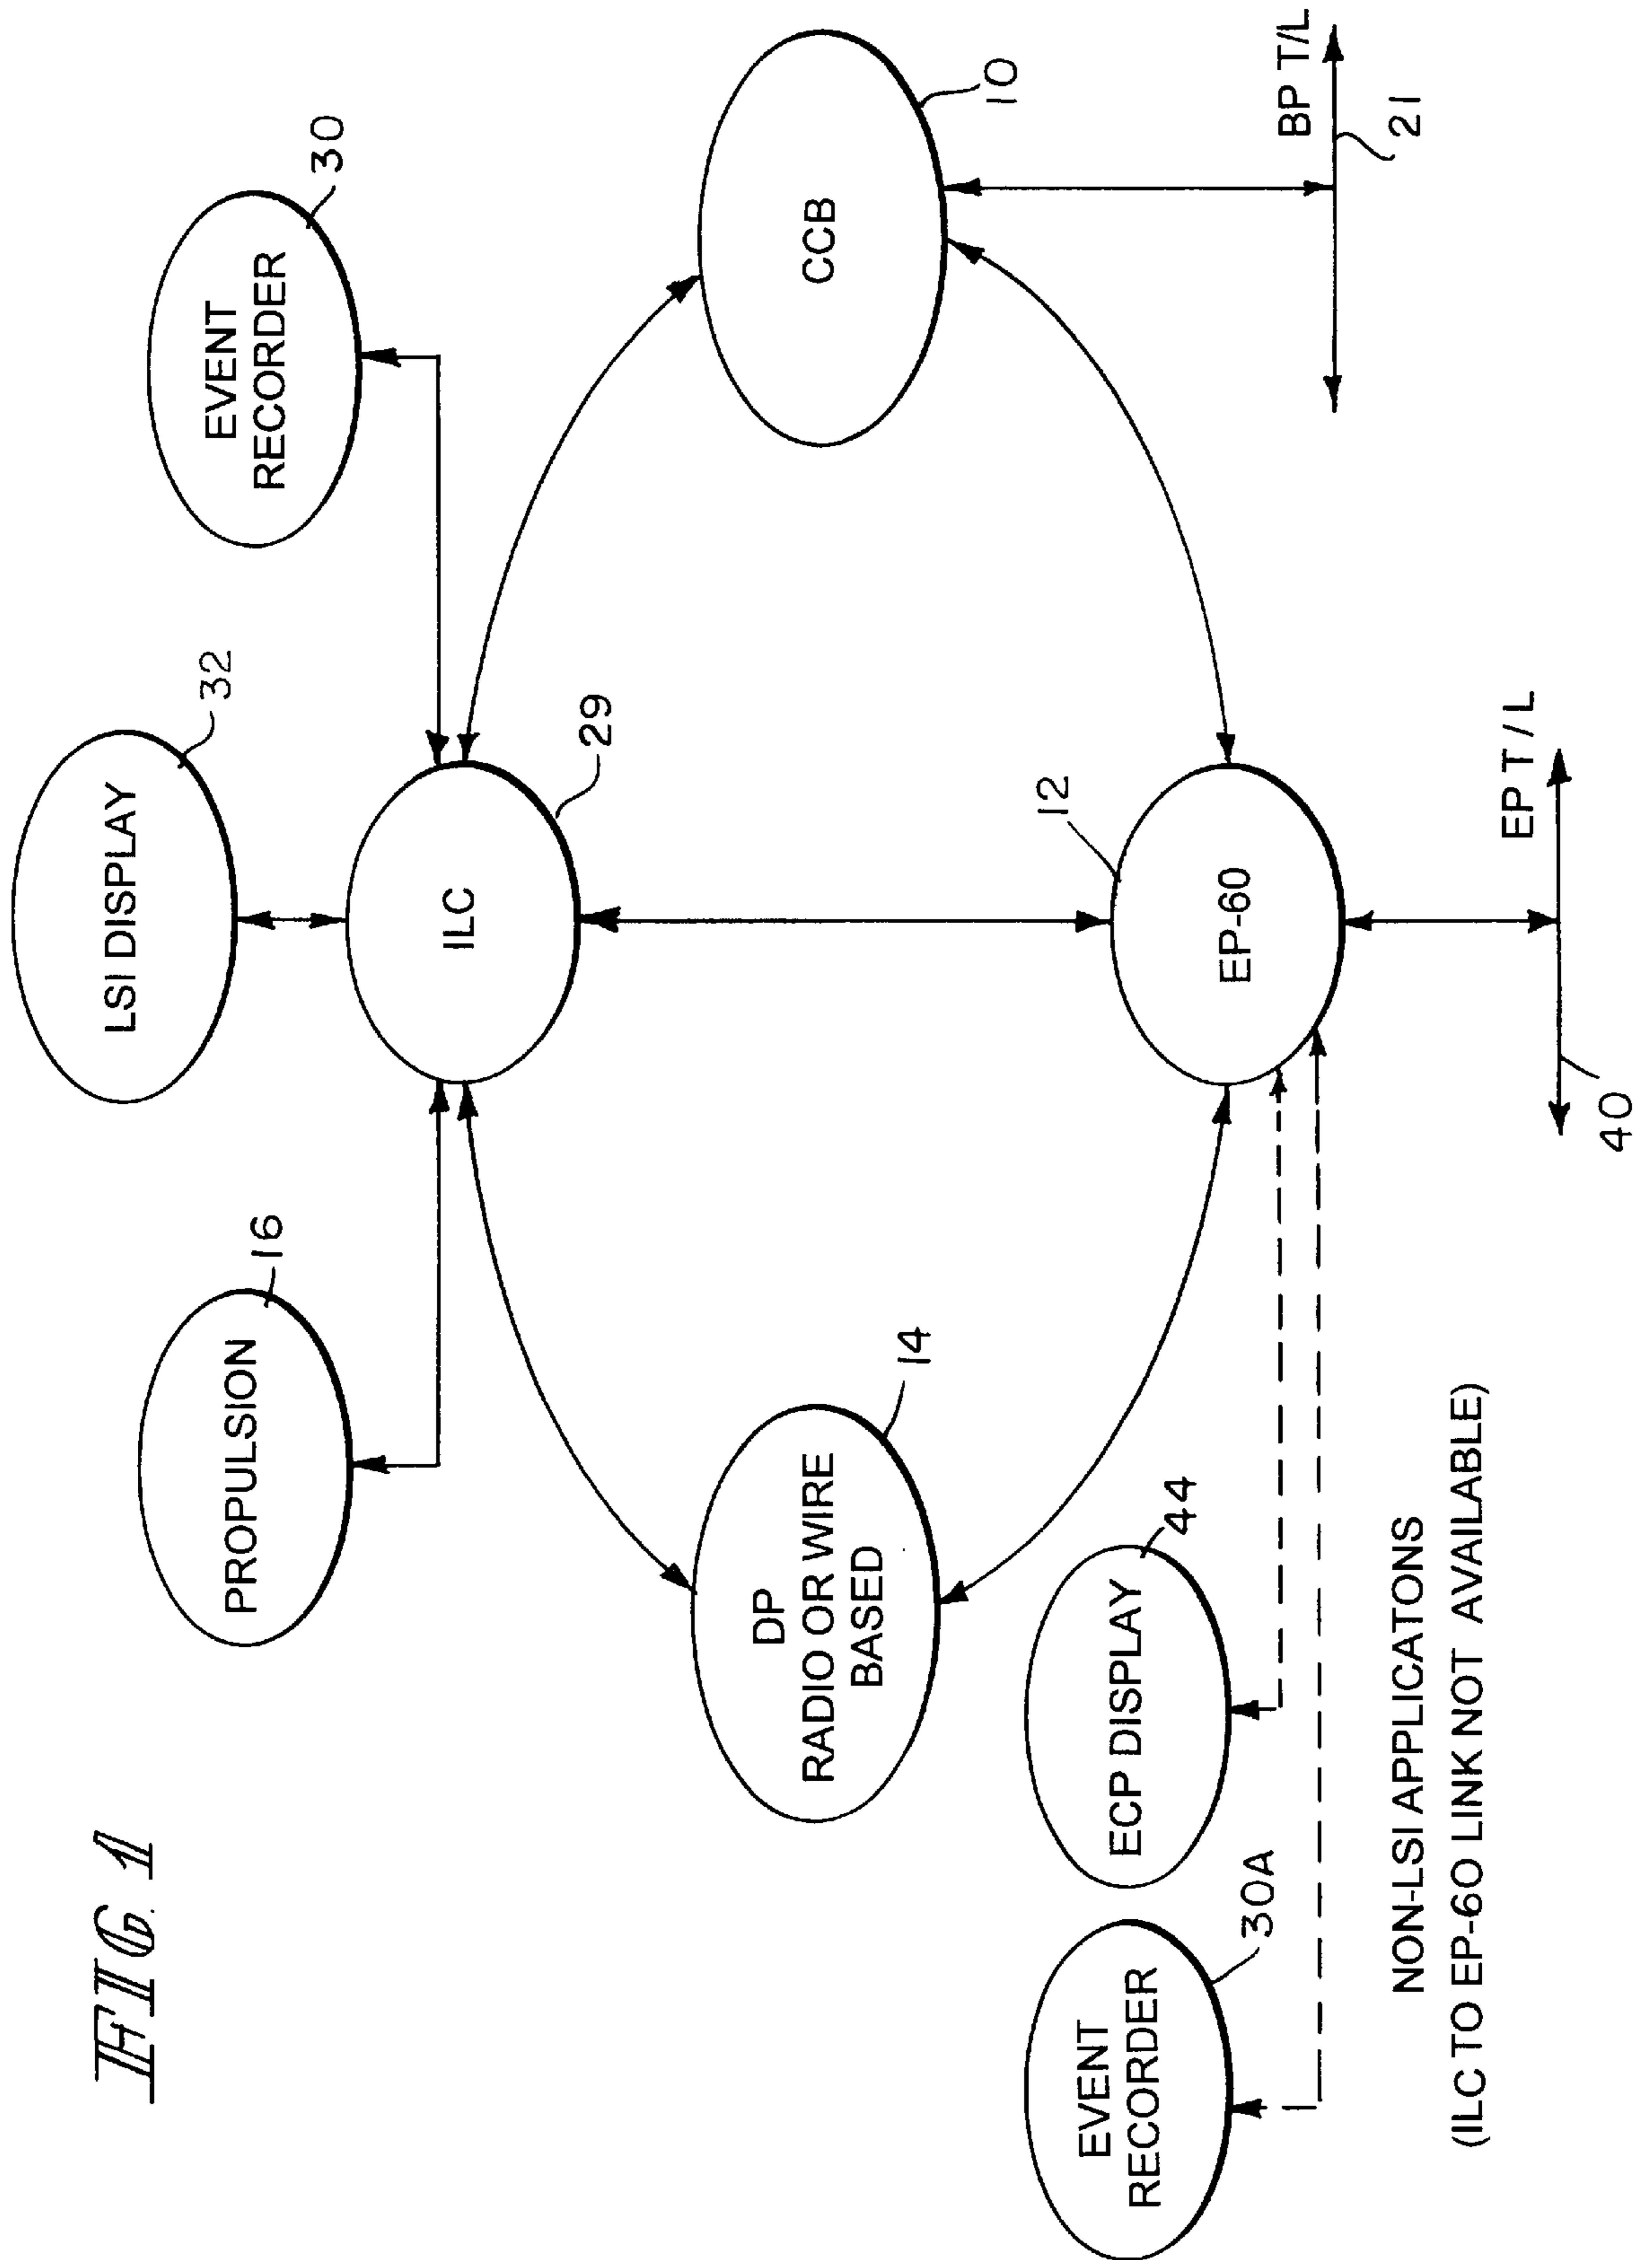 FIG. 1
LSI DISPLAY
32
PROPULSION
16
EVENT
RECORDER
30
ILC
29
DP
RADIO OR WIRE
BASED
14
CCB
10
EVENT
RECORDER
30A
ECP DISPLAY
44
EP-60
12
BP T/L
21
EP T/L
40
NON-LSI APPLICATONS
(ILC TO EP-60 LINK NOT AVAILABLE)